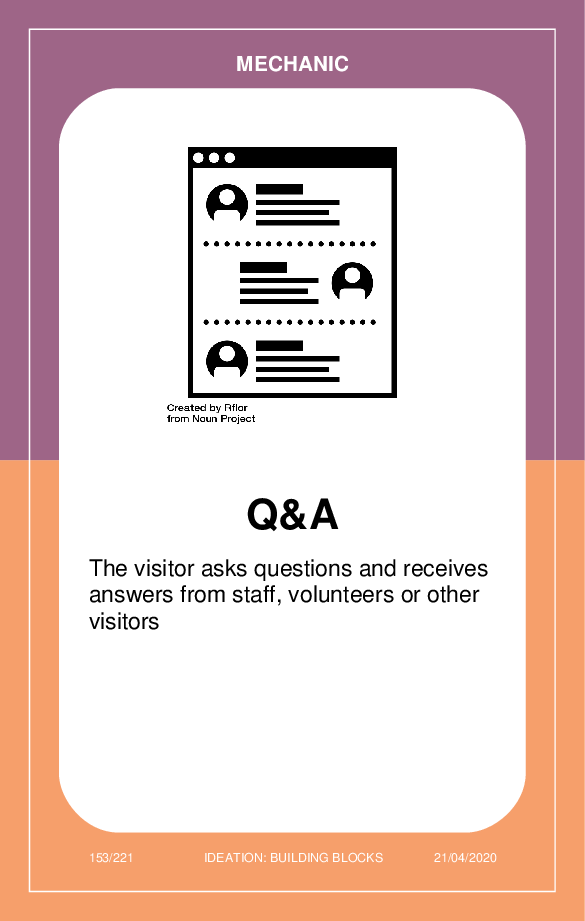 MECHANIC
Created by Rflor
from Noun Project
Q&A
The visitor asks questions and receives
answers from staff, volunteers or other
visitors
153/221 IDEATION: BUILDING BLOCKS 21/04/2020